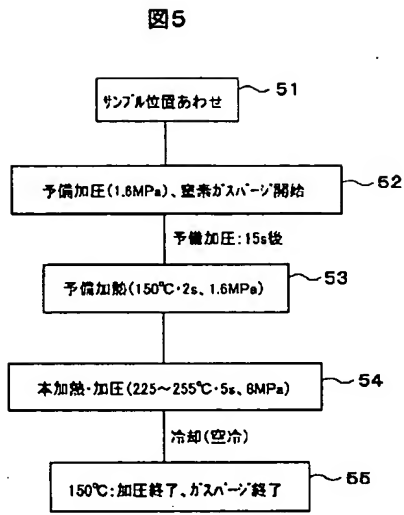 図5
サンプル位置あわせ
51
予備加圧(1.6MPa)、窒素ガスパージ開始
52
予備加圧:15s後
予備加熱(150℃・2s、1.6MPa)
53
本加熱・加圧(225～255℃・5s、8MPa)
54
冷却(空冷)
150℃:加圧終了、ガスパージ終了
55